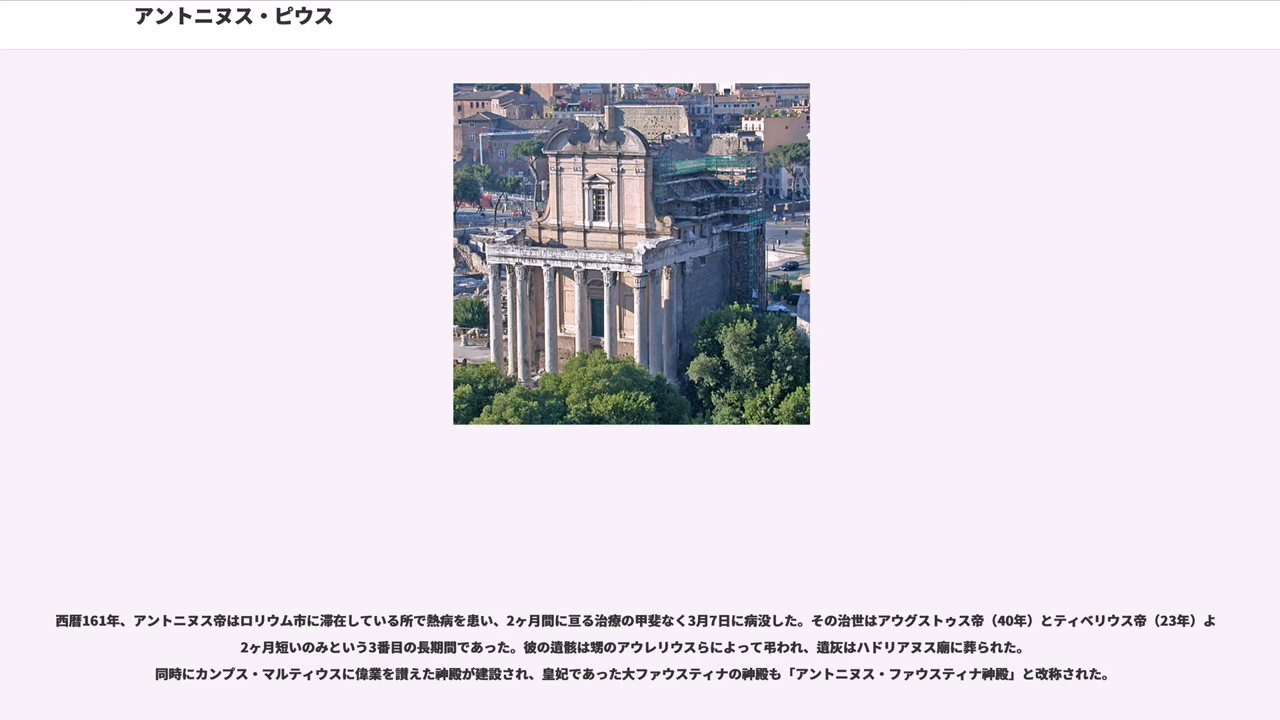 アントニヌス・ピウス
西暦161年、アントニヌス帝はロリウム市に滞在している所で熱病を患い、2ヶ月間に亘る治療の甲斐なく3月7日に病没した。その治世はアウグストゥス帝（40年）とティベリウス帝（23年）よ
2ヶ月短いのみという3番目の長期間であった。彼の遺骸は甥のアウレリウスらによって弔われ、遺灰はハドリアヌス廟に葬られた。
同時にカンプス・マルティウスに偉業を讃えた神殿が建設され、皇妃であった大ファウスティナの神殿も「アントニヌス・ファウスティナ神殿」と改称された。